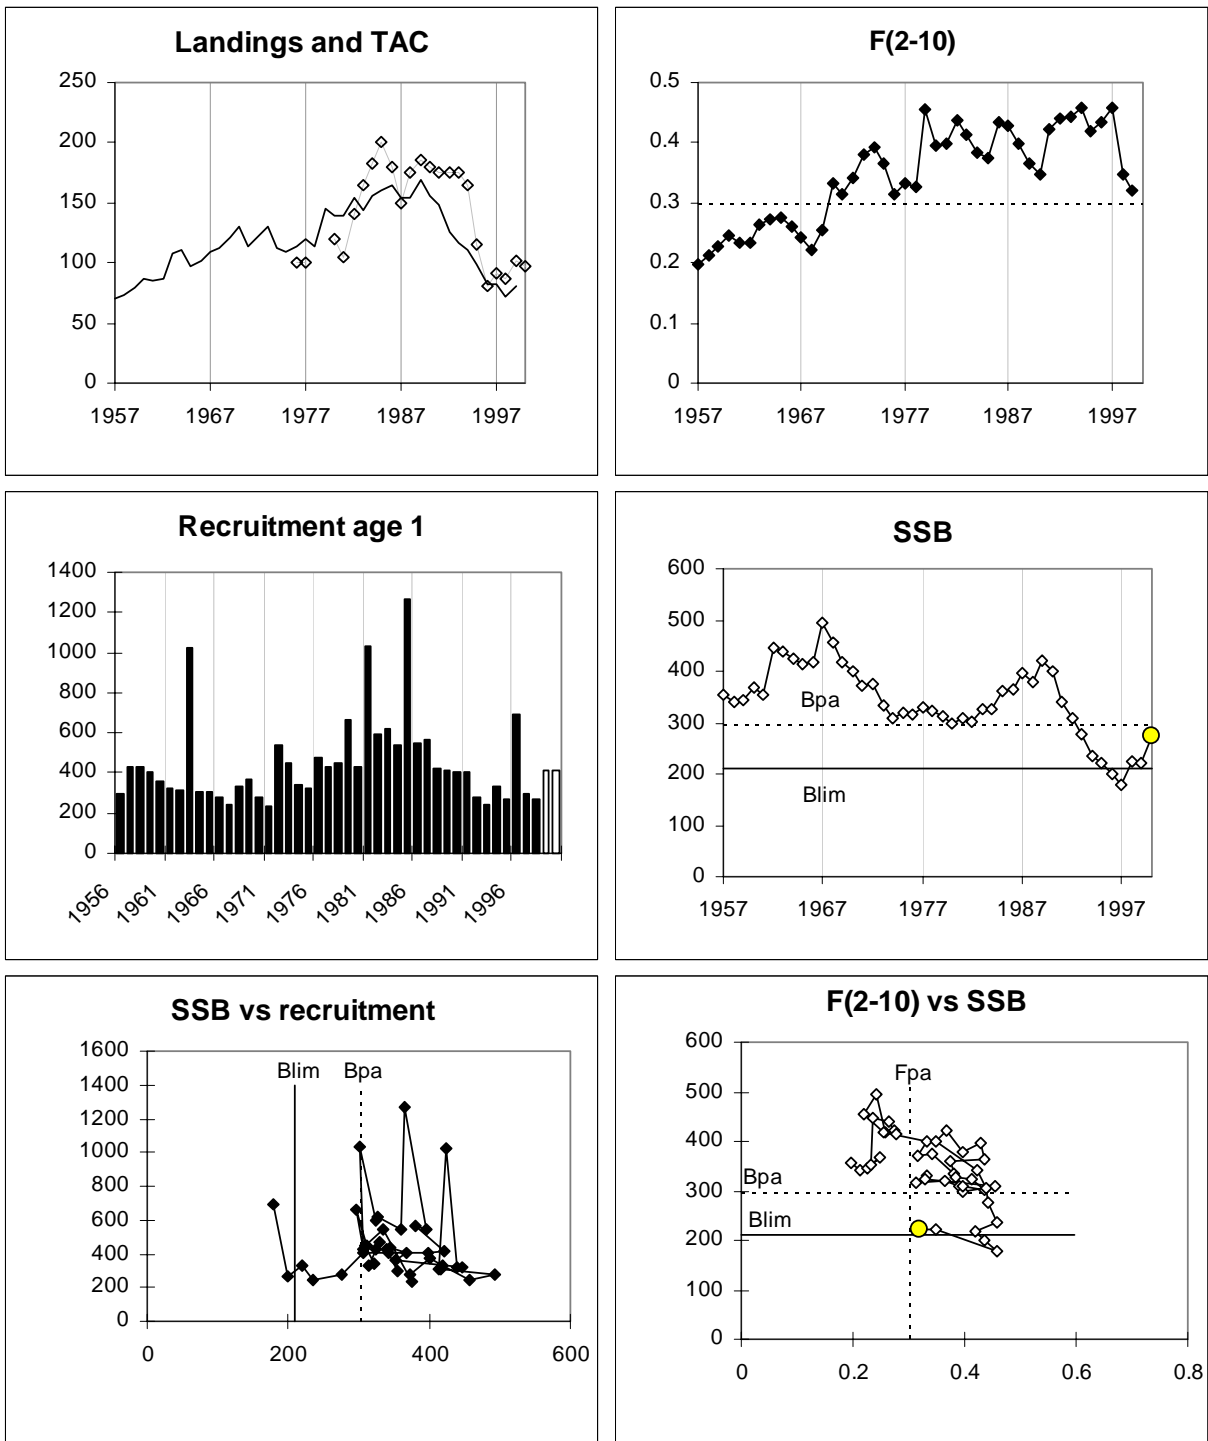 Landings and TAC
250
200
150
100
50
0
1957 1967 1977 1987 1997
F(2-10)
0.5
0.4
0.3
0.2
0.1
0
1957 1967 1977 1987 1997
Recruitment age 1
1400
1200
1000
800
600
400
200
0
1956 1961 1966 1971 1976 1981 1986 1991 1996
SSB
600
500
400
Bpa
300
200
Blim
100
0
1957 1967 1977 1987 1997
SSB vs recruitment
1600
Blim Bpa
1400
1200
1000
800
600
400
200
0
0 200 400 600
F(2-10) vs SSB
600
Fpa
500
400
Bpa
300
Blim
200
100
0
0 0.2 0.4 0.6 0.8